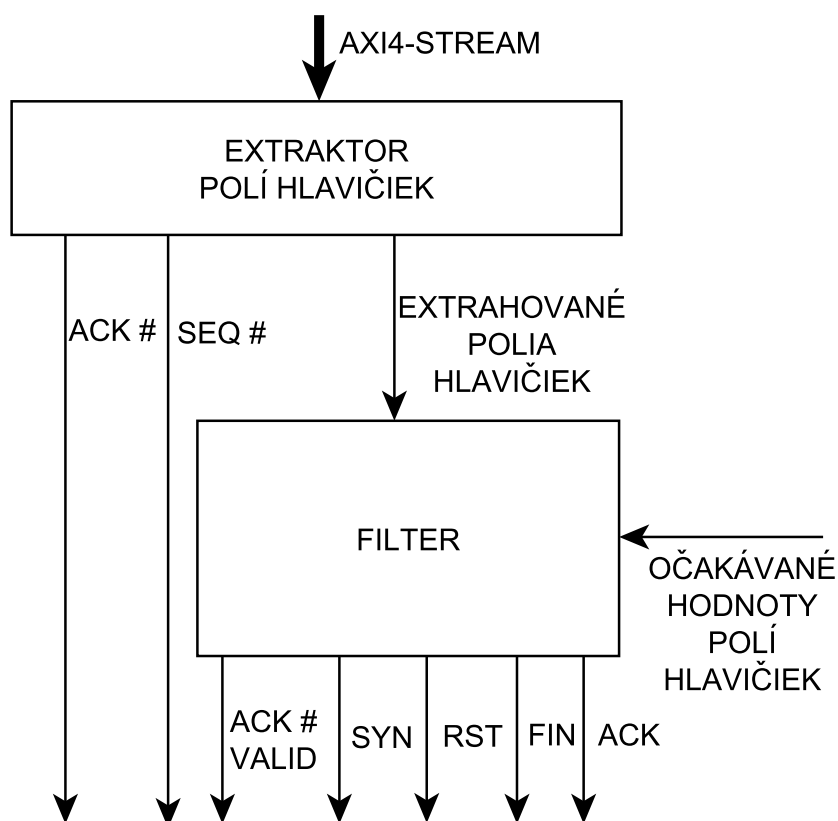 AXI4-STREAM
EXTRAKTOR
POLÍ HLAVIČIEK
ACK #
SEQ #
EXTRAHOVANÉ
POLIA
HLAVIČIEK
FILTER
OČAKÁVANÉ
HODNOTY
POLÍ
HLAVIČIEK
ACK #
VALID
SYN
RST
FIN
ACK